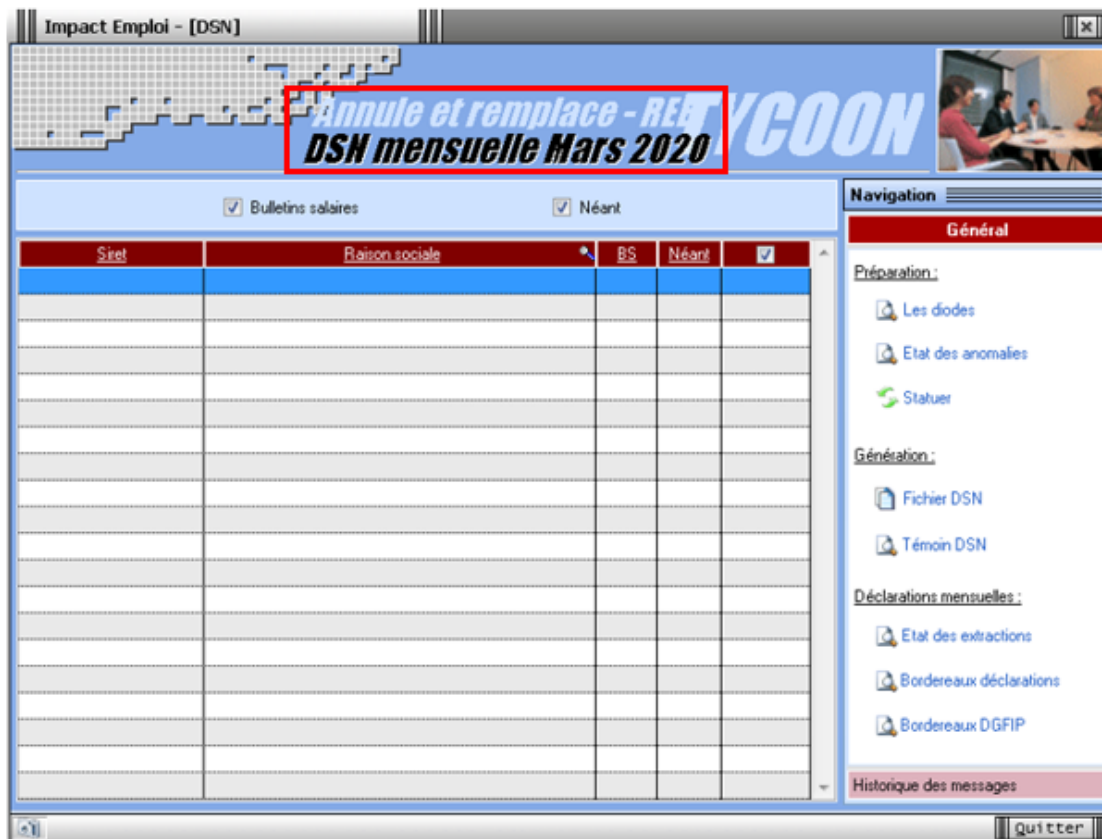 Impact Emploi - [DSN]
Annule et remplace - REE
TYCOON
DSN mensuelle Mars 2020
Bulletins salaires
Néant
Siret Raison sociale BS Néant
Navigation
Général
Préparation :
Les diodes
Etat des anomalies
Statuer
Génération :
Fichier DSN
Témoin DSN
Déclarations mensuelles :
Etat des extractions
Bordereaux déclarations
Bordereaux DGFIP
Historique des messages
Quitter